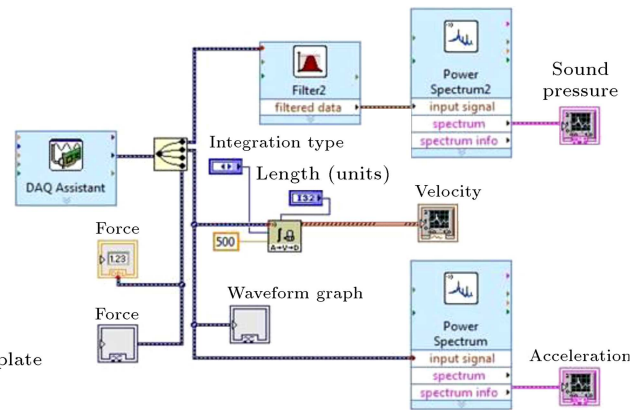 Filter2
filtered data
Power
Spectrum2
input signal
spectrum
spectrum info
Sound
pressure
DAQ Assistant
Integration type
Length (units)
I32
Velocity
500
A→V→D
Force
1.23
Force
Waveform graph
plate
Power
Spectrum
input signal
spectrum
spectrum info
Acceleration